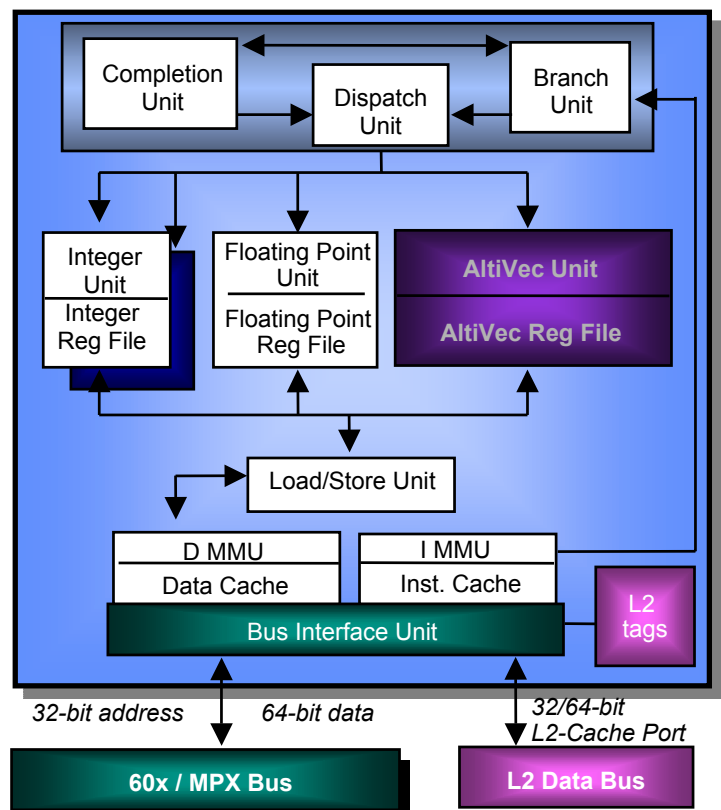 Completion
Unit
Dispatch
Unit
Branch
Unit
Integer
Unit
Integer
Reg File
Floating Point
Unit
Floating Point
Reg File
AltiVec Unit
AltiVec Reg File
Load/Store Unit
D MMU
Data Cache
I MMU
Inst. Cache
L2
tags
Bus Interface Unit
32-bit address
64-bit data
32/64-bit
L2-Cache Port
60x / MPX Bus
L2 Data Bus